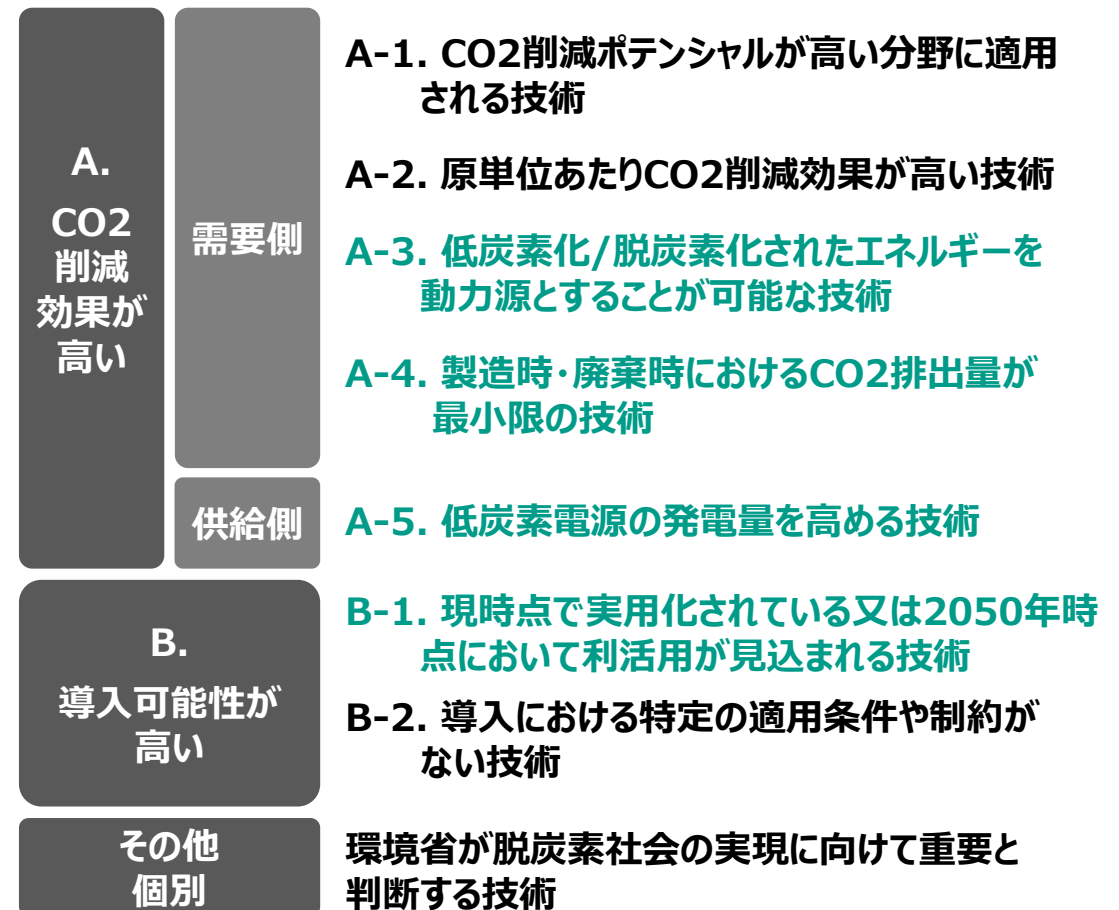 A.
CO2
削減
効果が
高い
需要側
A-1. CO2削減ポテンシャルが高い分野に適用
される技術
A-2. 原単位あたりCO2削減効果が高い技術
A-3. 低炭素化/脱炭素化されたエネルギーを
動力源とすることが可能な技術
A-4. 製造時・廃棄時におけるCO2排出量が
最小限の技術
供給側
A-5. 低炭素電源の発電量を高める技術
B.
導入可能性が
高い
B-1. 現時点で実用化されている又は2050年時
点において利活用が見込まれる技術
B-2. 導入における特定の適用条件や制約が
ない技術
その他
個別
環境省が脱炭素社会の実現に向けて重要と
判断する技術